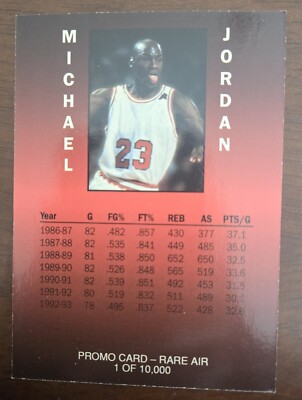 MICHAEL
JORDAN
23
Year G FG% FT% REB AS PTS/G
1986-87 82 .482 .857 430 377 37.1
1987-88 82 .535 .841 449 485 35.0
1988-89 81 .538 .850 652 650 32.5
1989-90 82 .526 .848 565 519 33.6
1990-91 82 .539 .851 492 453 31.5
1991-92 80 .519 .832 511 489
1992-93 78 .495 .837 522 428 32.6
PROMO CARD – RARE AIR
1 OF 10,000